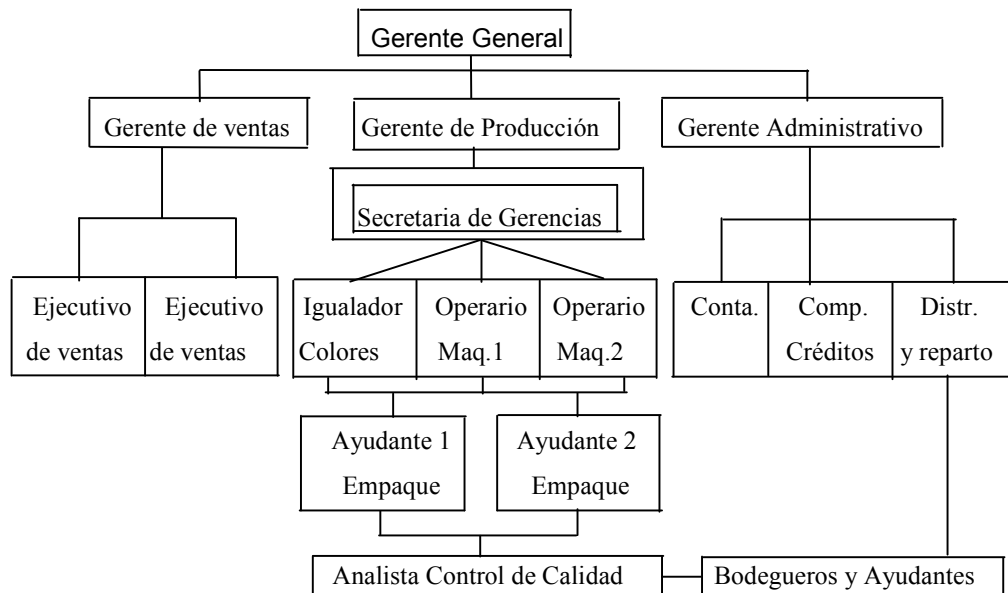 Gerente General
Gerente de ventas
Gerente de Producción
Gerente Administrativo
Secretaria de Gerencias
Ejecutivo
de ventas
Ejecutivo
de ventas
Igualador
Colores
Operario
Maq.1
Operario
Maq.2
Conta.
Comp.
Créditos
Distr.
y reparto
Ayudante 1
Empaque
Ayudante 2
Empaque
Analista Control de Calidad
Bodegueros y Ayudantes